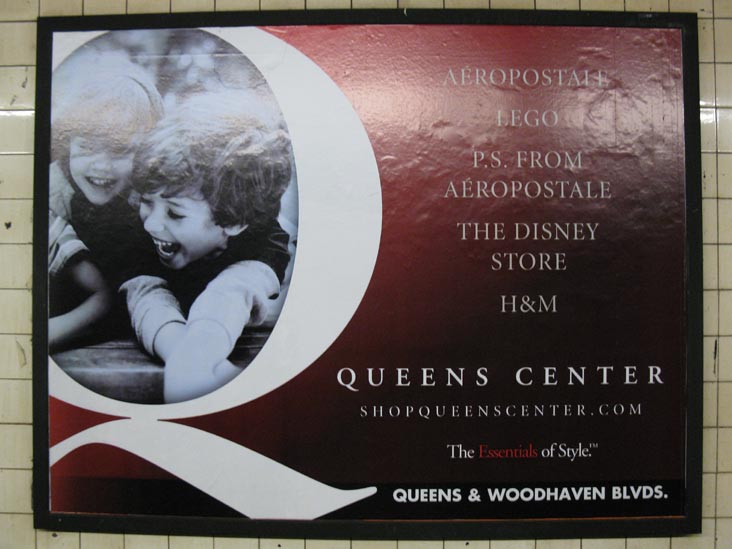 AÉROPOSTALE
LEGO
P.S. FROM
AÉROPOSTALE
THE DISNEY
STORE
H&M
QUEENS CENTER
SHOPQUEENSCENTER.COM
The Essentials of Style.™
QUEENS & WOODHAVEN BLVDS.